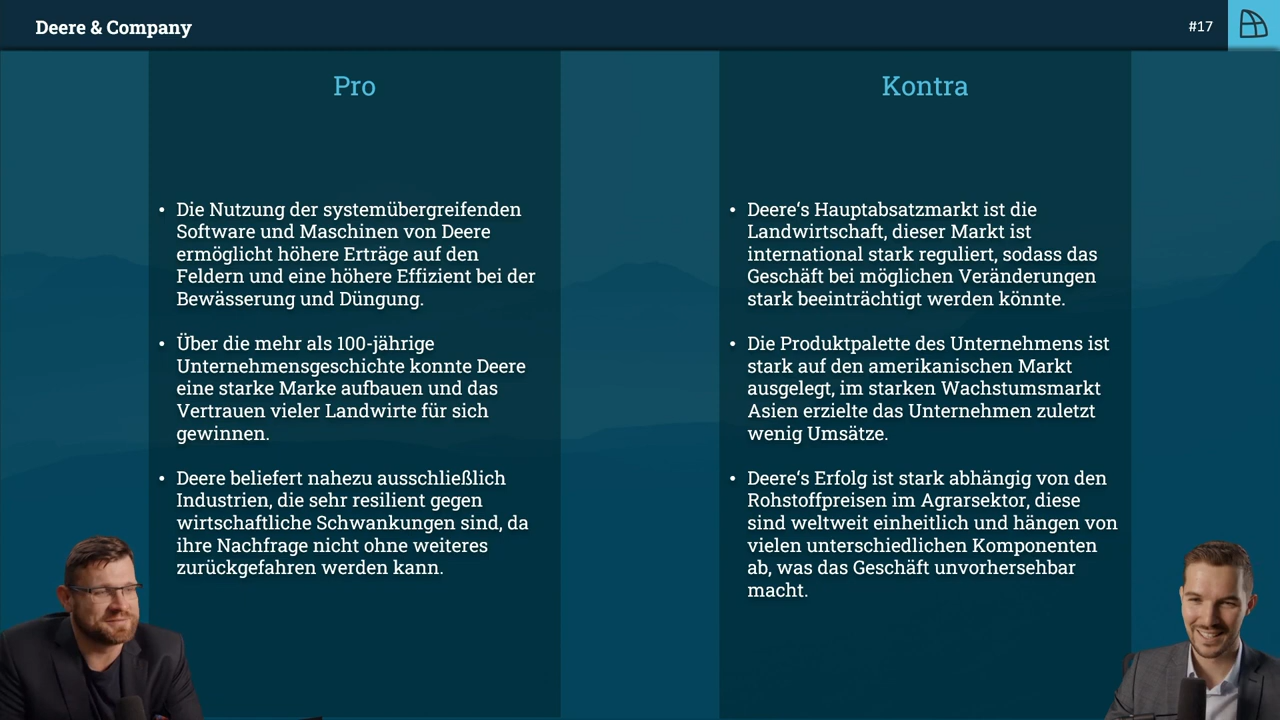 Deere & Company
#17
Pro
• Die Nutzung der systemübergreifenden
Software und Maschinen von Deere
ermöglicht höhere Erträge auf den
Feldern und eine höhere Effizient bei der
Bewässerung und Düngung.
• Über die mehr als 100-jährige
Unternehmensgeschichte konnte Deere
eine starke Marke aufbauen und das
Vertrauen vieler Landwirte für sich
gewinnen.
• Deere beliefert nahezu ausschließlich
Industrien, die sehr resilient gegen
wirtschaftliche Schwankungen sind, da
ihre Nachfrage nicht ohne weiteres
zurückgefahren werden kann.
Kontra
• Deere‘s Hauptabsatzmarkt ist die
Landwirtschaft, dieser Markt ist
international stark reguliert, sodass das
Geschäft bei möglichen Veränderungen
stark beeinträchtigt werden könnte.
• Die Produktpalette des Unternehmens ist
stark auf den amerikanischen Markt
ausgelegt, im starken Wachstumsmarkt
Asien erzielte das Unternehmen zuletzt
wenig Umsätze.
• Deere‘s Erfolg ist stark abhängig von den
Rohstoffpreisen im Agrarsektor, diese
sind weltweit einheitlich und hängen von
vielen unterschiedlichen Komponenten
ab, was das Geschäft unvorhersehbar
macht.